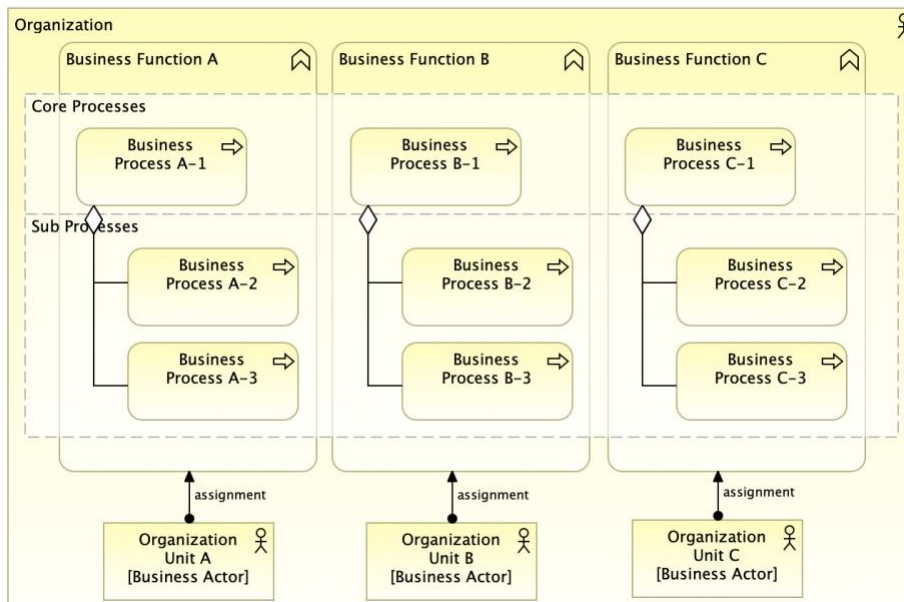 Organization
Business Function A
Business Function B
Business Function C
Core Processes
Business
Process A-1
Business
Process B-1
Business
Process C-1
Sub Processes
Business
Process A-2
Business
Process B-2
Business
Process C-2
Business
Process A-3
Business
Process B-3
Business
Process C-3
assignment
assignment
assignment
Organization
Unit A
[Business Actor]
Organization
Unit B
[Business Actor]
Organization
Unit C
[Business Actor]